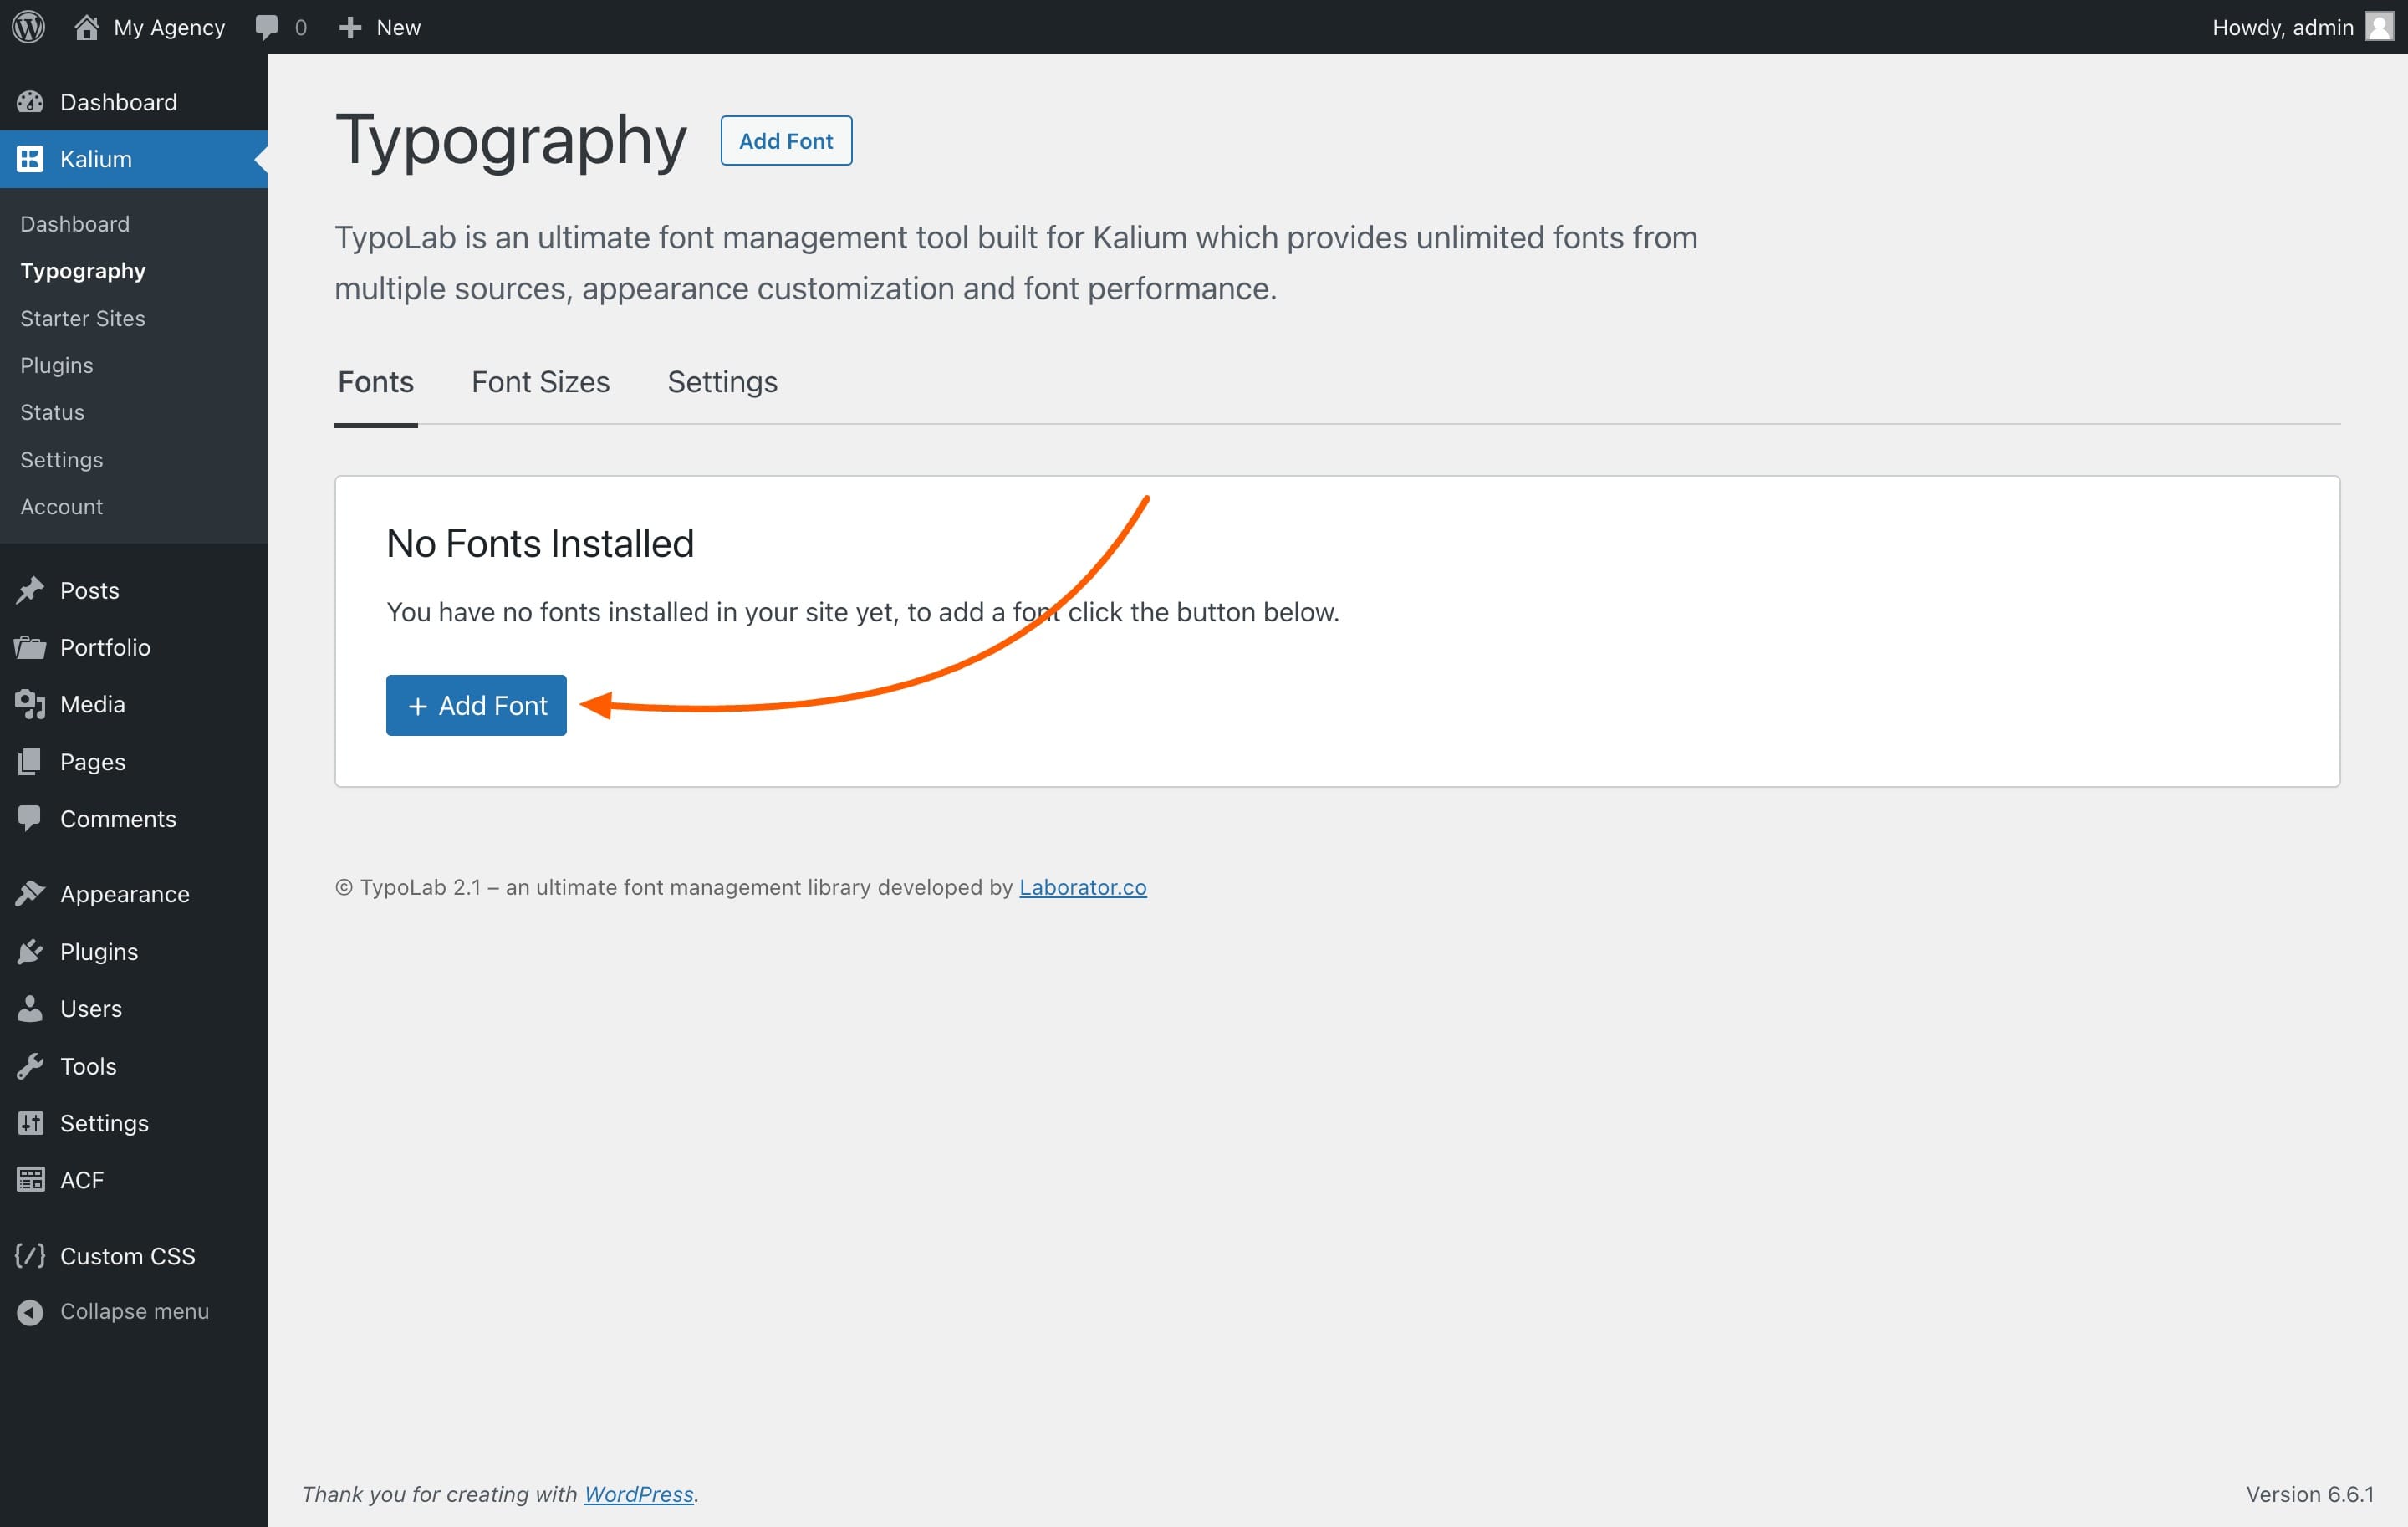 My Agency
0
New
Howdy, admin
Dashboard
Kalium
Dashboard
Typography
Starter Sites
Plugins
Status
Settings
Account
Posts
Portfolio
Media
Pages
Comments
Appearance
Plugins
Users
Tools
Settings
ACF
Custom CSS
Collapse menu
Typography
Add Font
TypoLab is an ultimate font management tool built for Kalium which provides unlimited fonts from
multiple sources, appearance customization and font performance.
Fonts
Font Sizes
Settings
No Fonts Installed
You have no fonts installed in your site yet, to add a font click the button below.
+ Add Font
© TypoLab 2.1 – an ultimate font management library developed by Laborator.co
Thank you for creating with WordPress.
Version 6.6.1